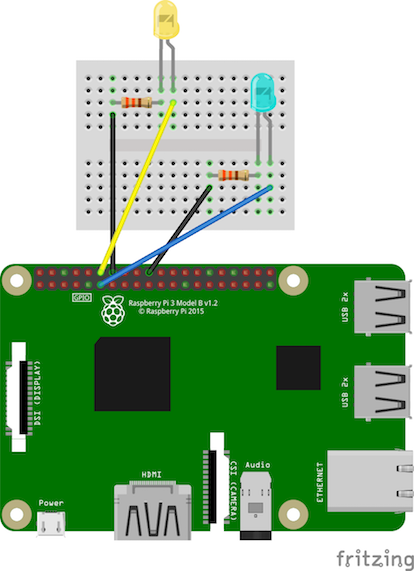 GPIO
Raspberry Pi 3 Model B v1.2
© Raspberry Pi 2015
USB 2x
DSI (DISPLAY)
USB 2x
HDMI
CSI (CAMERA)
Audio
ETHERNET
Power
fritzing